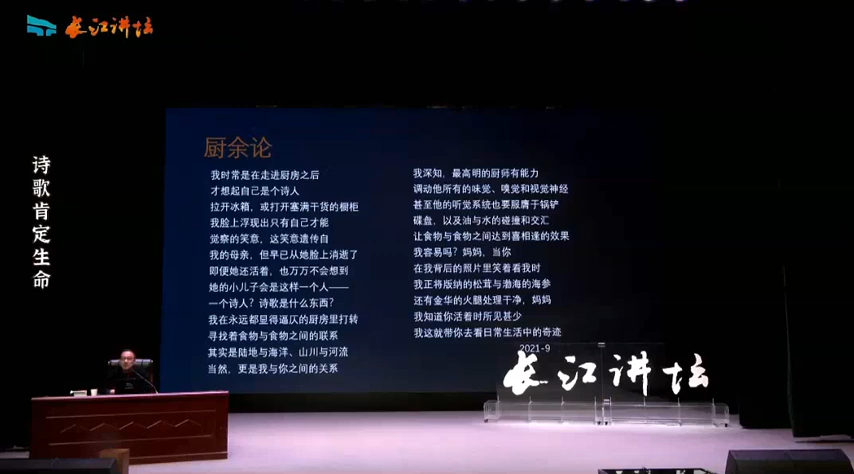 长江讲坛
诗歌肯定生命
厨余论
我时常是在走进厨房之后
才想起自己是个诗人
拉开冰箱，或打开塞满干货的橱柜
我脸上浮现出只有自己才能
觉察的笑意，这笑意遗传自
我的母亲，但早已从她脸上消逝了
即便她还活着，也万万不会想到
她的小儿子会是这样一个人——
一个诗人？诗歌是什么东西？
我在永远都显得逼仄的厨房里打转
寻找着食物与食物之间的联系
其实是陆地与海洋、山川与河流
当然，更是我与你之间的关系
我深知，最高明的厨师有能力
调动他所有的味觉、嗅觉和视觉神经
甚至他的听觉系统也要服膺于锅铲
碟盘，以及油与水的碰撞和交汇
让食物与食物之间达到喜相逢的效果
我容易吗？妈妈，当你
在我背后的照片里笑着看我时
我正将版纳的松茸与渤海的海参
还有金华的火腿处理干净，妈妈
我知道你活着时所见甚少
我这就带你去看日常生活中的奇迹
2021-9
长江讲坛